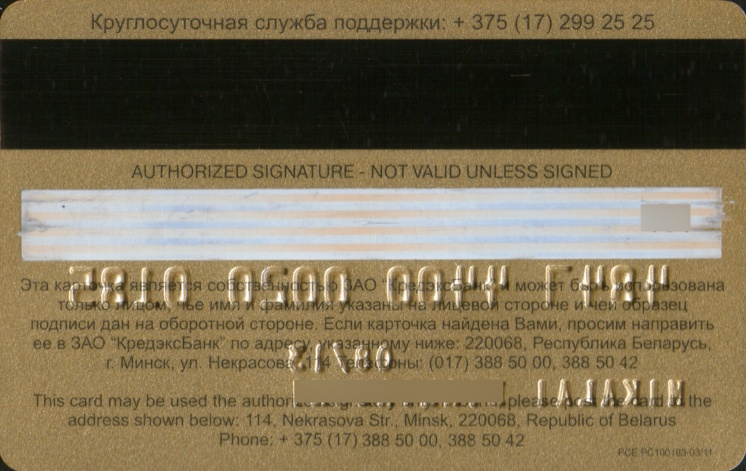 Круглосуточная служба поддержки: + 375 (17) 299 25 25
AUTHORIZED SIGNATURE - NOT VALID UNLESS SIGNED
Эта карточка является собственностью ЗАО "КредэксБанк" и может быть использована
только лицом, чье имя и фамилия указаны на лицевой стороне и чей образец
подписи дан на оборотной стороне. Если карточка найдена Вами, просим направить
ее в ЗАО "КредэксБанк" по адресу, указанному ниже: 220068, Республика Беларусь,
г. Минск, ул. Некрасова, 114 Телефоны: (017) 388 50 00, 388 50 42
This card may be used the please post the card to the
address shown below: 114, Nekrasova Str., Minsk, 220068, Republic of Belarus
Phone: + 375 (17) 388 50 00, 388 50 42
PCE PC100163-03/11